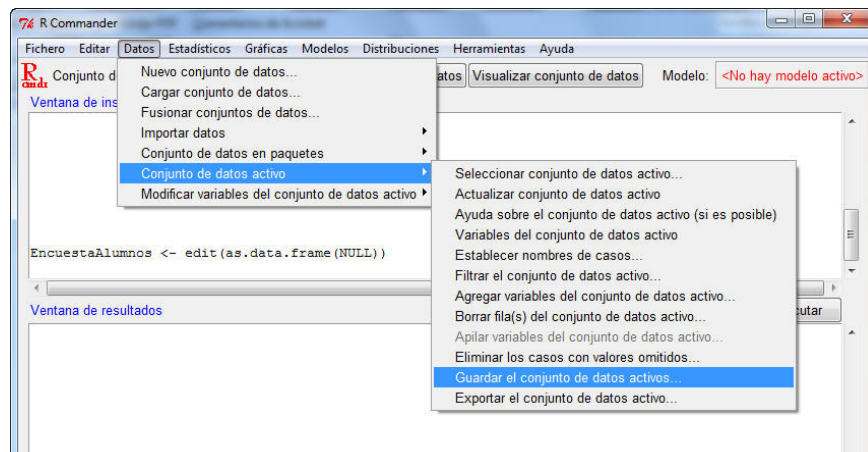 R Commander
Fichero Editar Datos Estadísticos Gráficas Modelos Distribuciones Herramientas Ayuda
R cmdr Conjunto d atos Visualizar conjunto de datos Modelo: <No hay modelo activo>
Ventana de ins
Nuevo conjunto de datos...
Cargar conjunto de datos...
Fusionar conjuntos de datos...
Importar datos
Conjunto de datos en paquetes
Conjunto de datos activo
Modificar variables del conjunto de datos activo
Seleccionar conjunto de datos activo...
Actualizar conjunto de datos activo
Ayuda sobre el conjunto de datos activo (si es posible)
Variables del conjunto de datos activo
Establecer nombres de casos...
Filtrar el conjunto de datos activo...
Agregar variables del conjunto de datos activo...
Borrar fila(s) del conjunto de datos activo...
Apilar variables del conjunto de datos activo...
Eliminar los casos con valores omitidos...
Guardar el conjunto de datos activos...
Exportar el conjunto de datos activo...
EncuestaAlumnos <- edit(as.data.frame(NULL))
Ventana de resultados
cutar